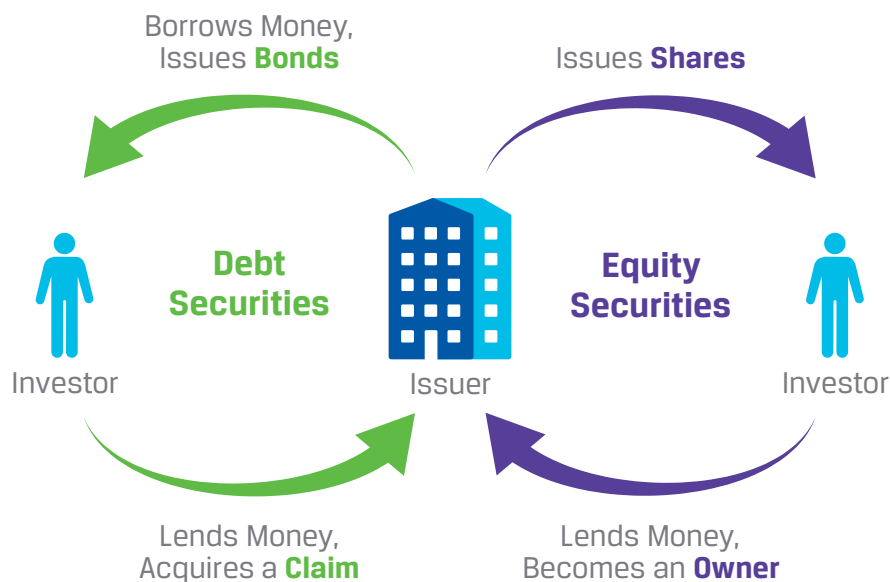 Borrows Money,
Issues Bonds
Issues Shares
Debt
Securities
Equity
Securities
Investor
Issuer
Investor
Lends Money,
Acquires a Claim
Lends Money,
Becomes an Owner